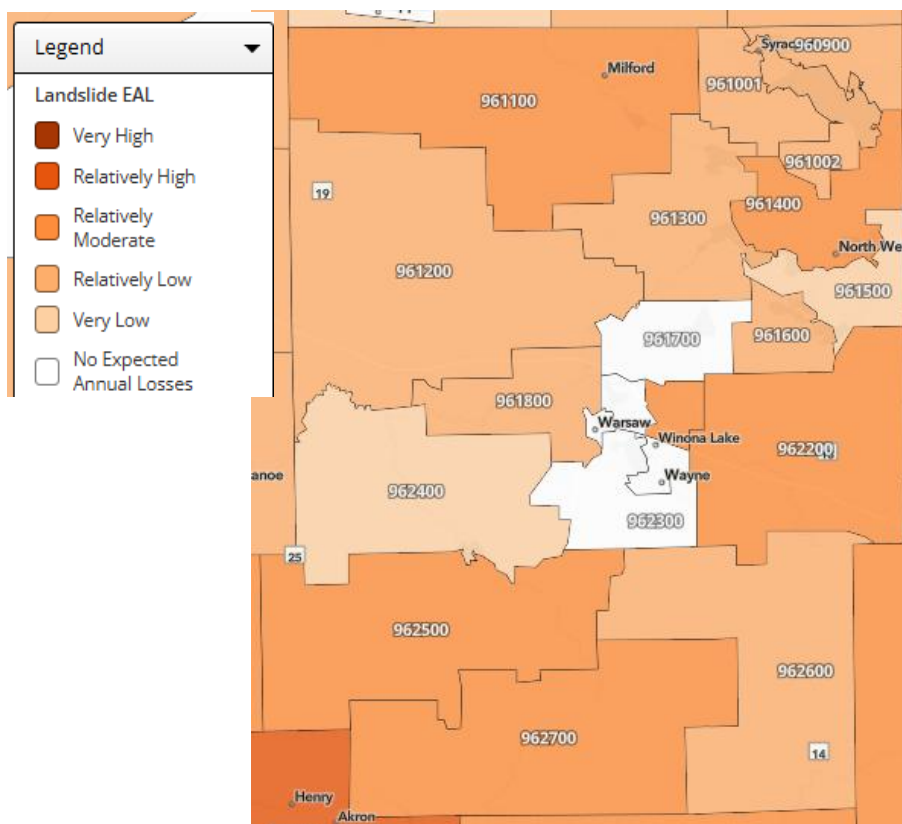 Legend
Landslide EAL
Very High
Relatively High
Relatively
Moderate
Relatively Low
Very Low
No Expected
Annual Losses
960900
Milford
961001
961100
961002
19
961400
961300
North We
961200
961500
961700
961600
961800
Warsaw
Winona Lake
962200
anoe
Wayne
962400
962300
25
962500
962600
962700
14
Henry
Akron